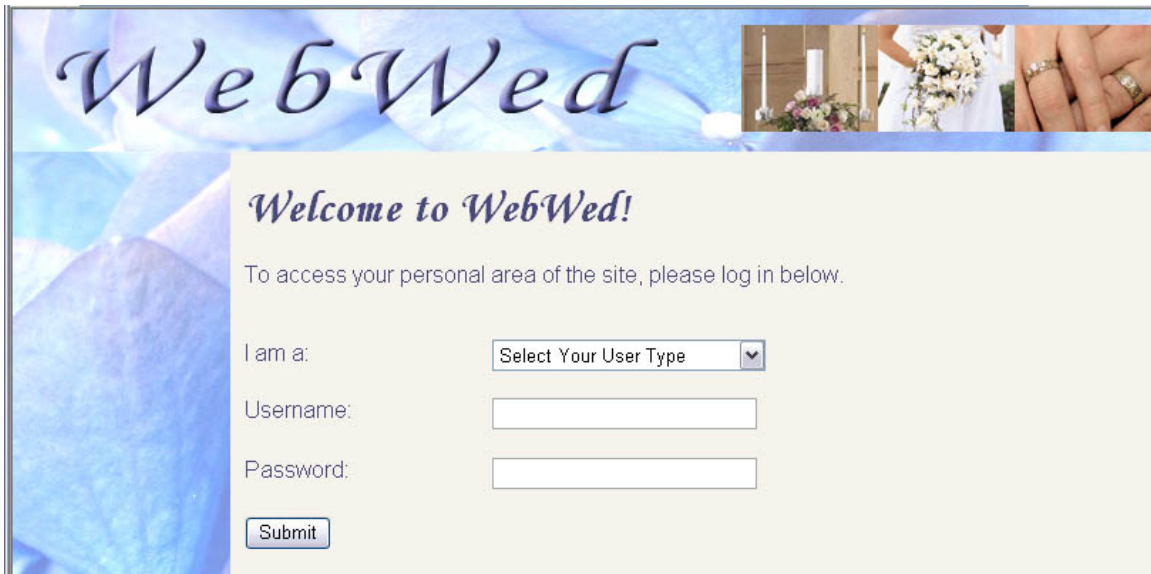 WebWed
Welcome to WebWed!
To access your personal area of the site, please log in below.
I am a: Select Your User Type
Username:
Password:
Submit